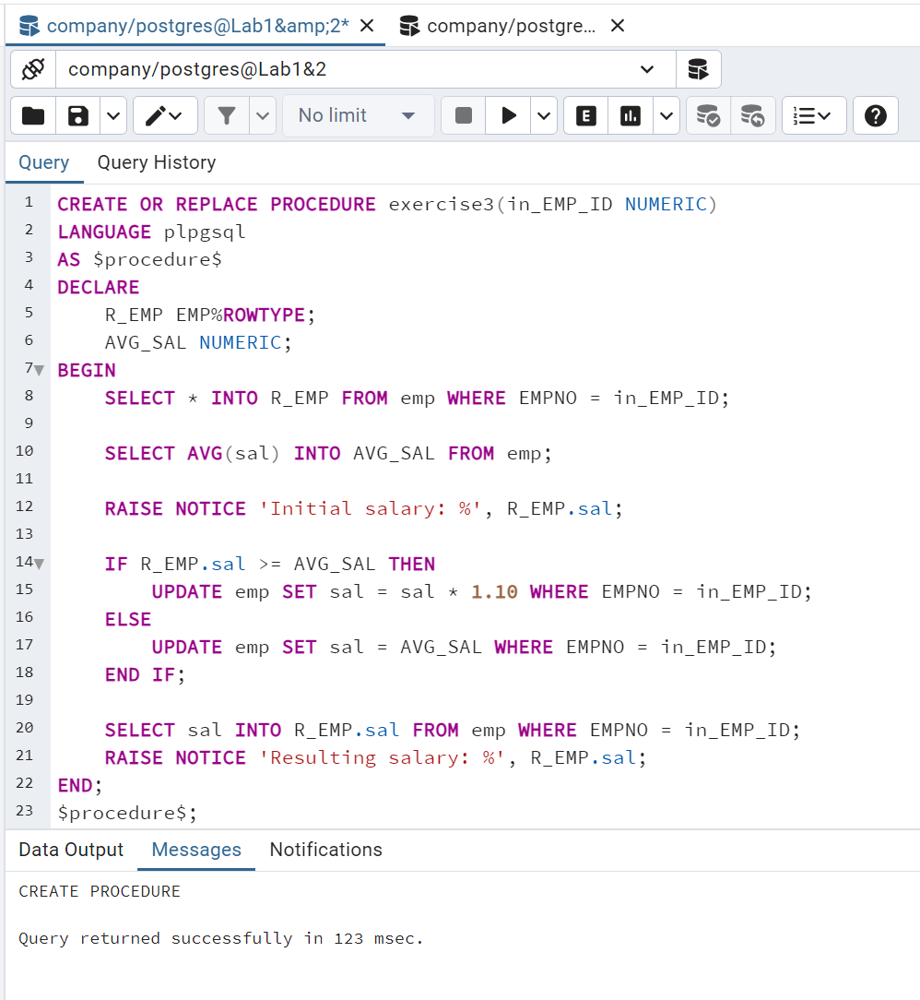 company/postgres@Lab1&amp;2*
company/postgre...
company/postgres@Lab1&2
No limit
E
Query Query History
1 CREATE OR REPLACE PROCEDURE exercise3(in_EMP_ID NUMERIC)
2 LANGUAGE plpgsql
3 AS $procedure$
4 DECLARE
5     R_EMP EMP%ROWTYPE;
6     AVG_SAL NUMERIC;
7 BEGIN
8     SELECT * INTO R_EMP FROM emp WHERE EMPNO = in_EMP_ID;
9
10     SELECT AVG(sal) INTO AVG_SAL FROM emp;
11
12     RAISE NOTICE 'Initial salary: %', R_EMP.sal;
13
14     IF R_EMP.sal >= AVG_SAL THEN
15         UPDATE emp SET sal = sal * 1.10 WHERE EMPNO = in_EMP_ID;
16     ELSE
17         UPDATE emp SET sal = AVG_SAL WHERE EMPNO = in_EMP_ID;
18     END IF;
19
20     SELECT sal INTO R_EMP.sal FROM emp WHERE EMPNO = in_EMP_ID;
21     RAISE NOTICE 'Resulting salary: %', R_EMP.sal;
22 END;
23 $procedure$;
Data Output Messages Notifications
CREATE PROCEDURE
Query returned successfully in 123 msec.